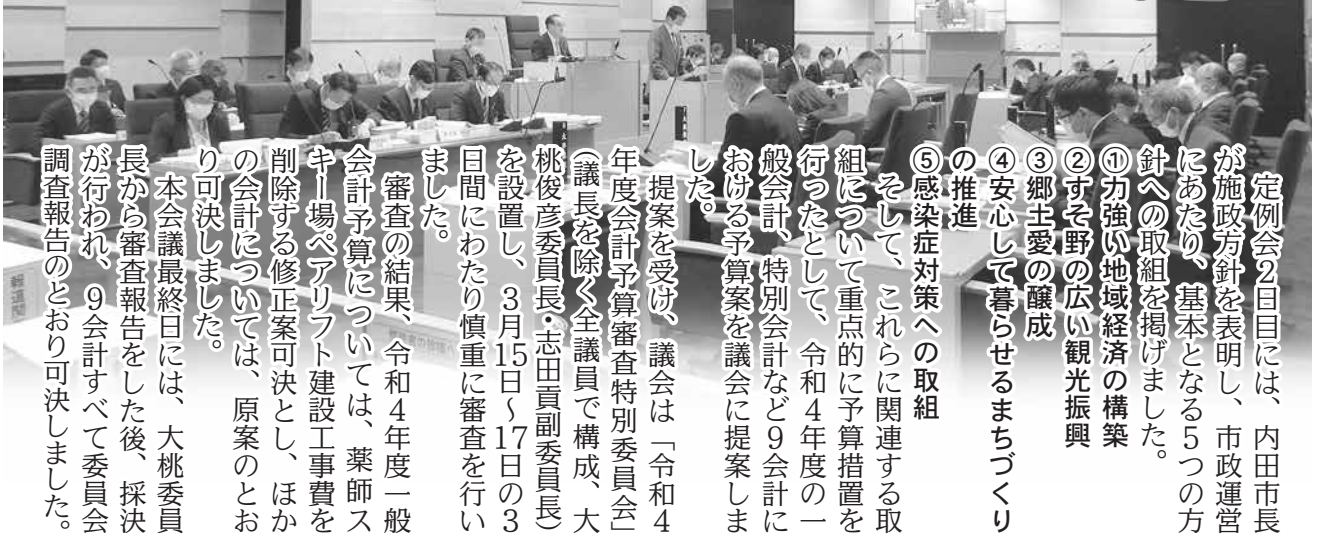 定例会2日目には、内田市長
が施政方針を表明し、市政運営
にあたり、基本となる5つの方
針への取組を掲げました。
①力強い地域経済の構築
②すそ野の広い観光振興
③郷土愛の醸成
④安心して暮らせるまちづくり
の推進
⑤感染症対策への取組
そして、これらに関連する取
組について重点的に予算措置を
行ったとして、令和4年度の一
般会計、特別会計など9会計に
おける予算案を議会に提案しま
した。
提案を受け、議会は「令和4
年度会計予算審査特別委員会」
(議長を除く全議員で構成、大
桃俊彦委員長・志田貢副委員長)
を設置し、3月15日~17日の3
日間にわたり慎重に審査を行い
ました。
審査の結果、令和4年度一般
会計予算については、薬師ス
キー場ペアリフト建設工事費を
削除する修正案可決とし、ほか
の会計については、原案のとお
り可決しました。
本会議最終日には、大桃委員
長から審査報告をした後、採決
が行われ、9会計すべて委員会
調査報告のとおり可決しました。
報道関